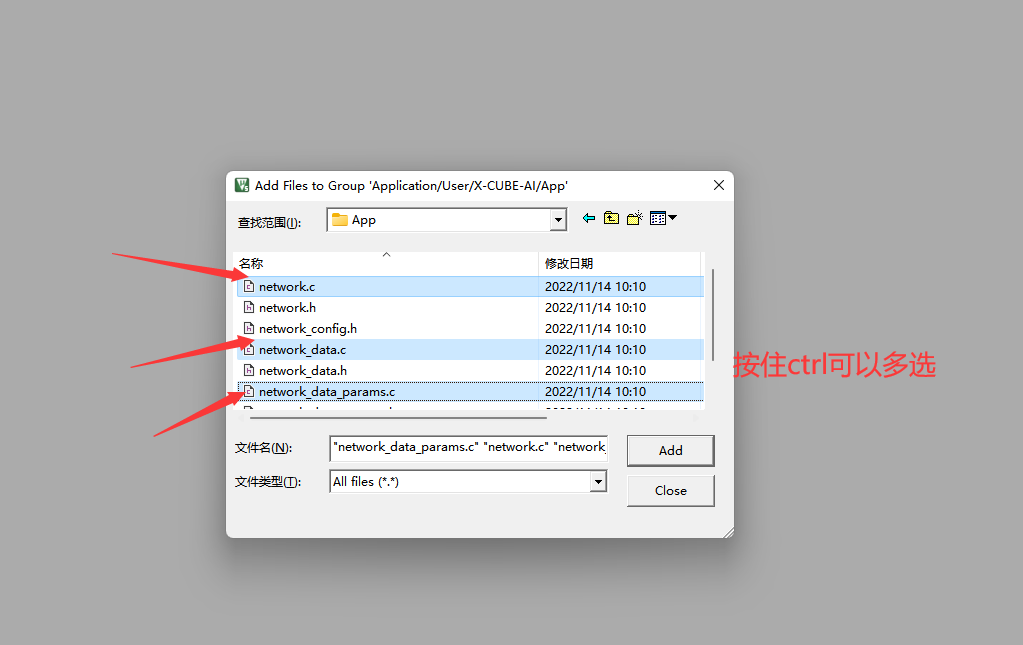 Add Files to Group 'Application/User/X-CUBE-AI/App'
查找范围(I): App
名称 修改日期
network.c 2022/11/14 10:10
network.h 2022/11/14 10:10
network_config.h 2022/11/14 10:10
network_data.c 2022/11/14 10:10
network_data.h 2022/11/14 10:10
network_data_params.c 2022/11/14 10:10
按住ctrl可以多选
文件名(N): "network_data_params.c" "network.c" "network_ Add
文件类型(T): All files (*.*)
Close